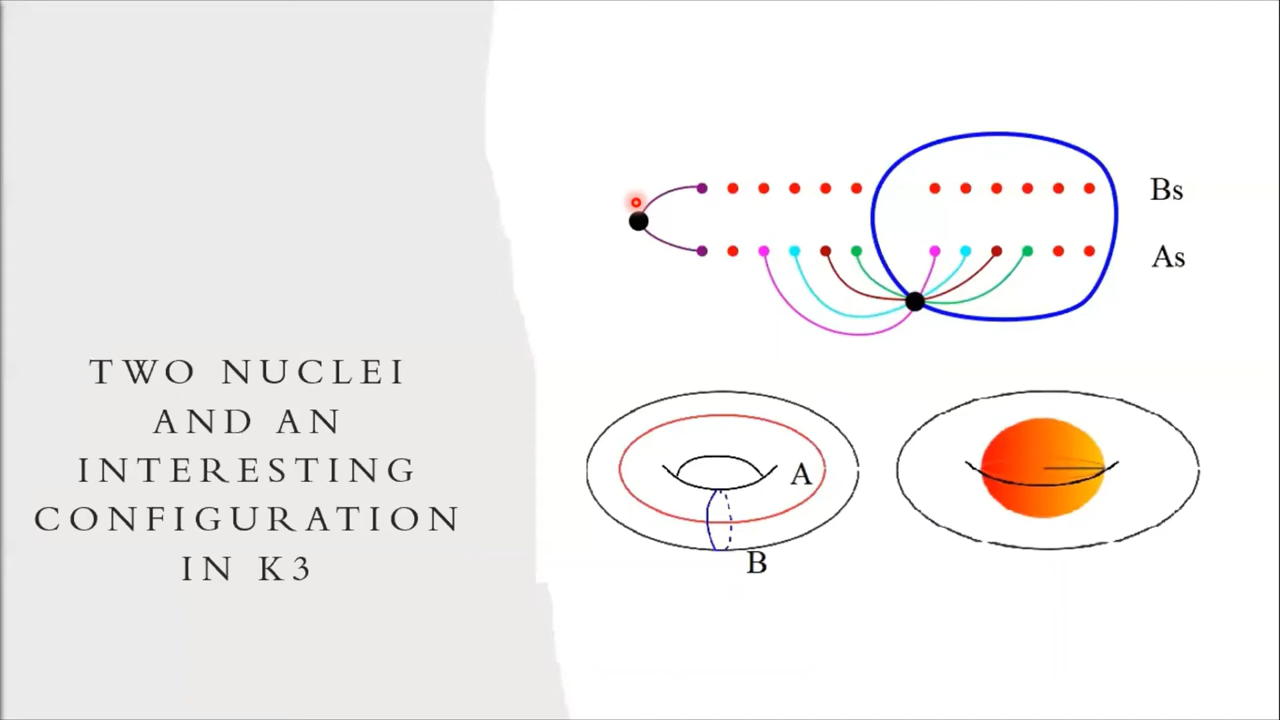 TWO NUCLEI
AND AN
INTERESTING
CONFIGURATION
IN K3
Bs
As
A
B